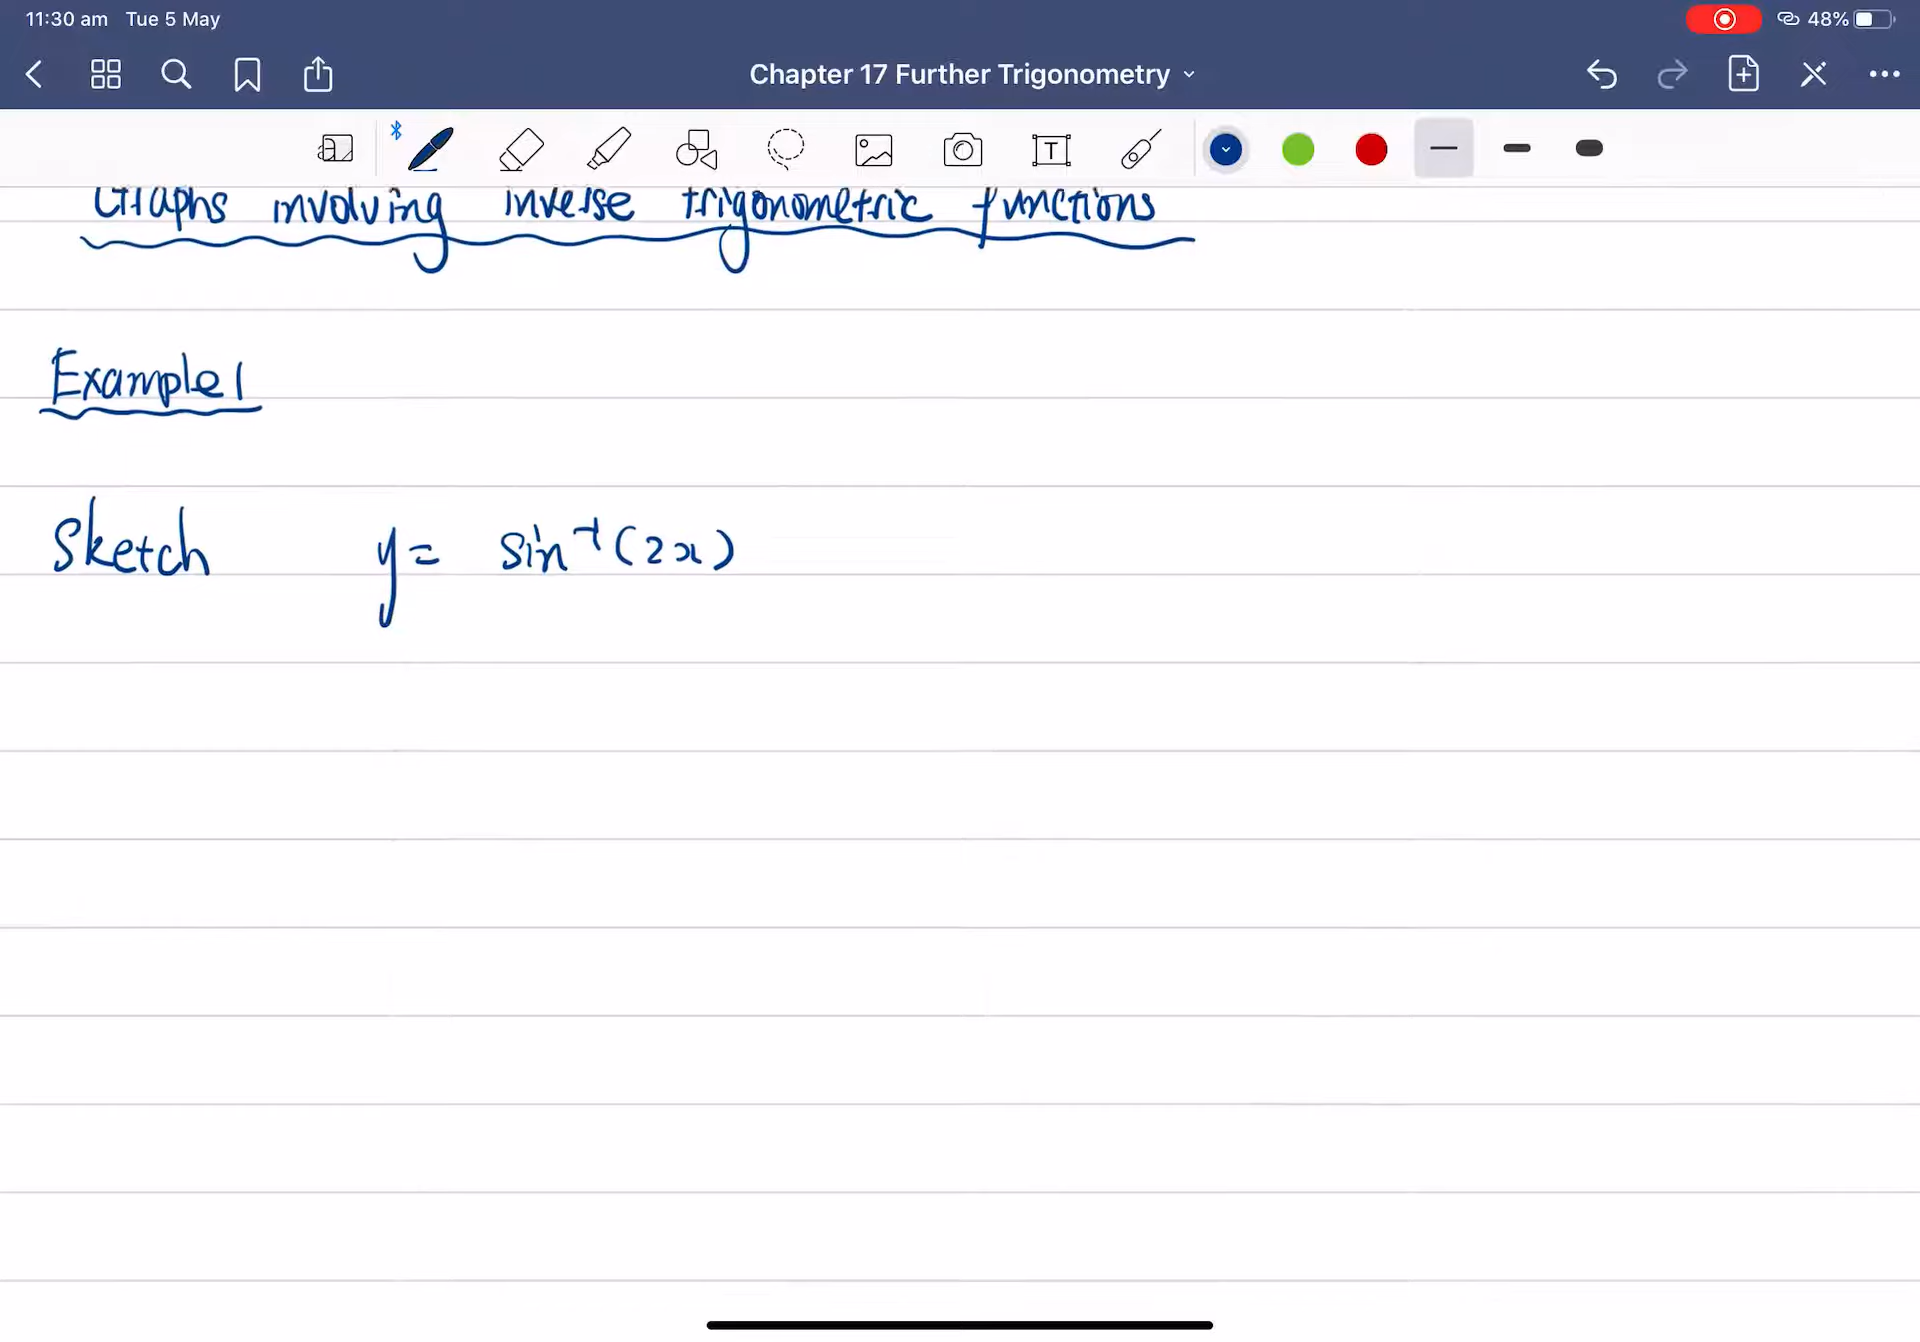 11:30 am Tue 5 May 48%
Chapter 17 Further Trigonometry
a T
Graphs involving inverse trigonometric functions
Example 1
Sketch y = sin⁻¹(2x)